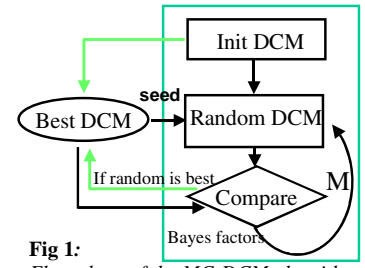 Init DCM
seed
Best DCM
Random DCM
If random is best
M
Compare
Bayes factors
Fig 1: